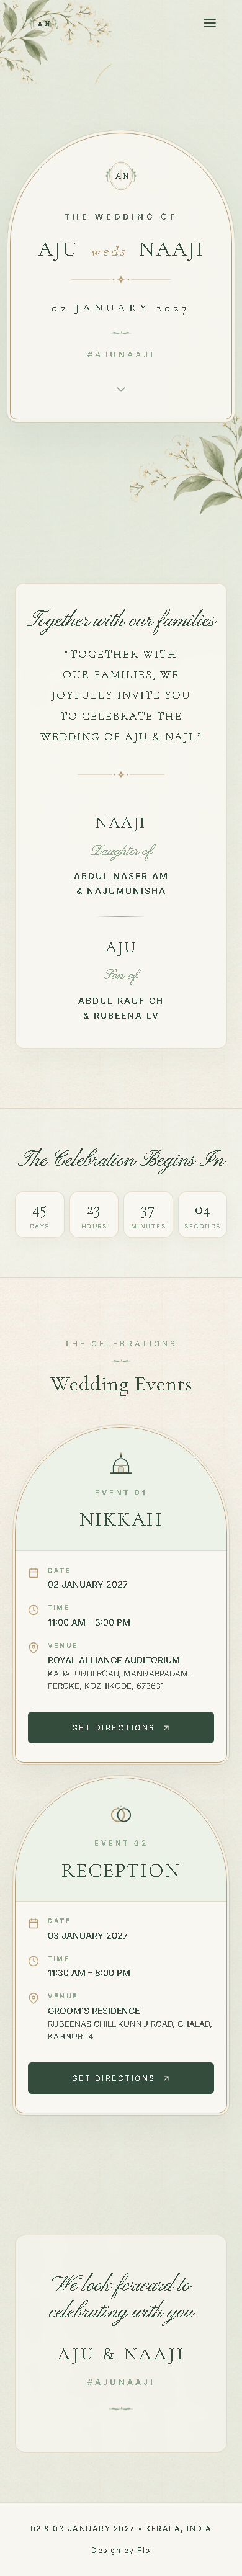 AN
AN
THE WEDDING OF
AJU weds NAAJI
02 JANUARY 2027
#AJUNAAJI
Together with our families
“TOGETHER WITH
OUR FAMILIES, WE
JOYFULLY INVITE YOU
TO CELEBRATE THE
WEDDING OF AJU & NAJI.”
NAAJI
Daughter of
ABDUL NASER AM
& NAJUMUNISHA
AJU
Son of
ABDUL RAUF CH
& RUBEENA LV
The Celebration Begins In
45 23 37 04
DAYS HOURS MINUTES SECONDS
THE CELEBRATIONS
Wedding Events
EVENT 01
NIKKAH
DATE
02 JANUARY 2027
TIME
11:00 AM – 3:00 PM
VENUE
ROYAL ALLIANCE AUDITORIUM
KADALUNDI ROAD, MANNARPADAM,
FEROKE, KOZHIKODE, 673631
GET DIRECTIONS
EVENT 02
RECEPTION
DATE
03 JANUARY 2027
TIME
11:30 AM – 8:00 PM
VENUE
GROOM'S RESIDENCE
RUBEENAS CHILLIKUNNU ROAD, CHALAD,
KANNUR 14
GET DIRECTIONS
We look forward to
celebrating with you
AJU & NAAJI
#AJUNAAJI
02 & 03 JANUARY 2027 • KERALA, INDIA
Design by Flo